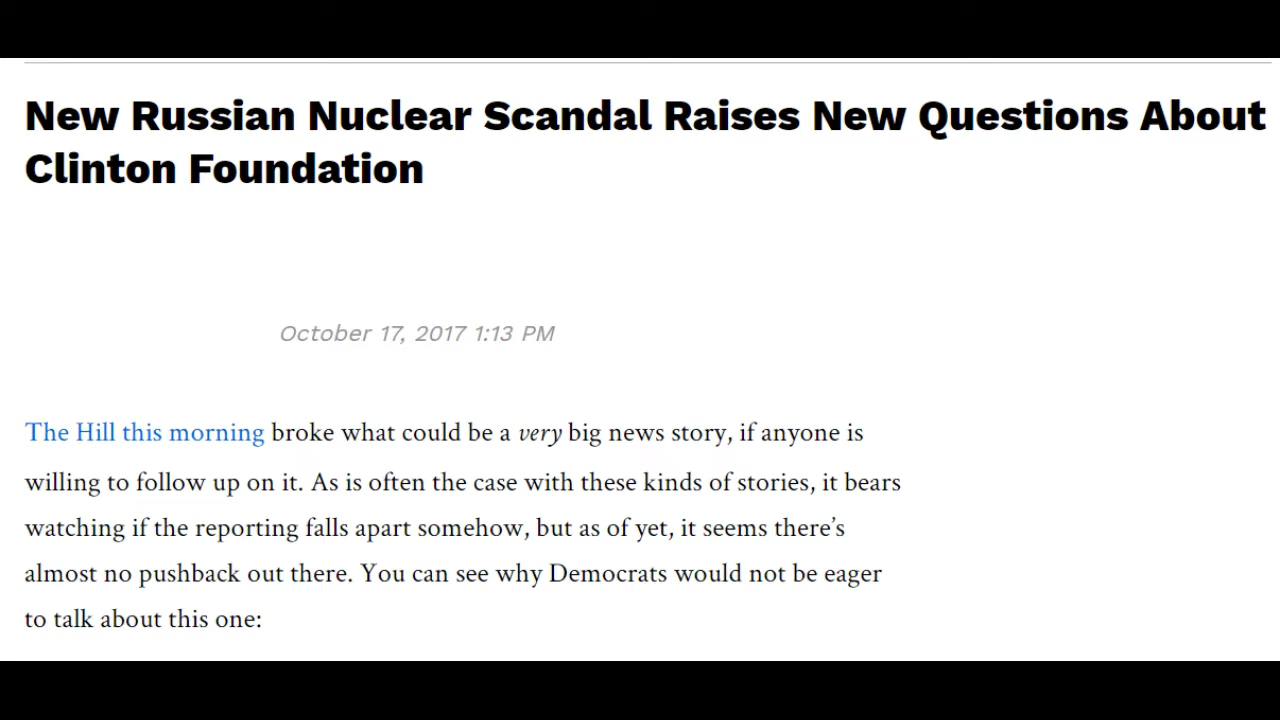 New Russian Nuclear Scandal Raises New Questions About
Clinton Foundation
October 17, 2017 1:13 PM
The Hill this morning broke what could be a very big news story, if anyone is
willing to follow up on it. As is often the case with these kinds of stories, it bears
watching if the reporting falls apart somehow, but as of yet, it seems there’s
almost no pushback out there. You can see why Democrats would not be eager
to talk about this one: